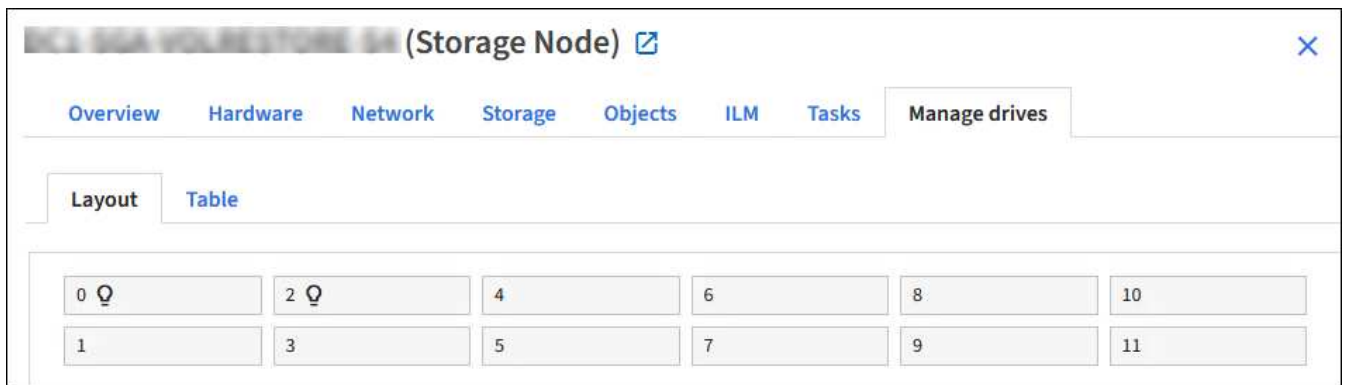 (Storage Node)
Overview Hardware Network Storage Objects ILM Tasks Manage drives
Layout Table
0 2 4 6 8 10
1 3 5 7 9 11